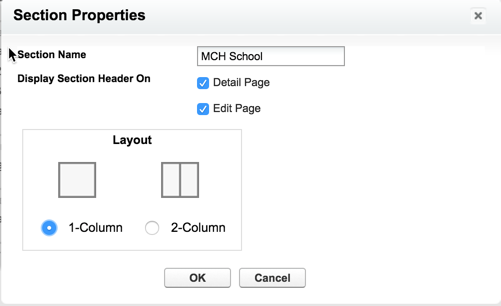 Section Properties
Section Name MCH School
Display Section Header On Detail Page
Edit Page
Layout
1-Column 2-Column
OK Cancel